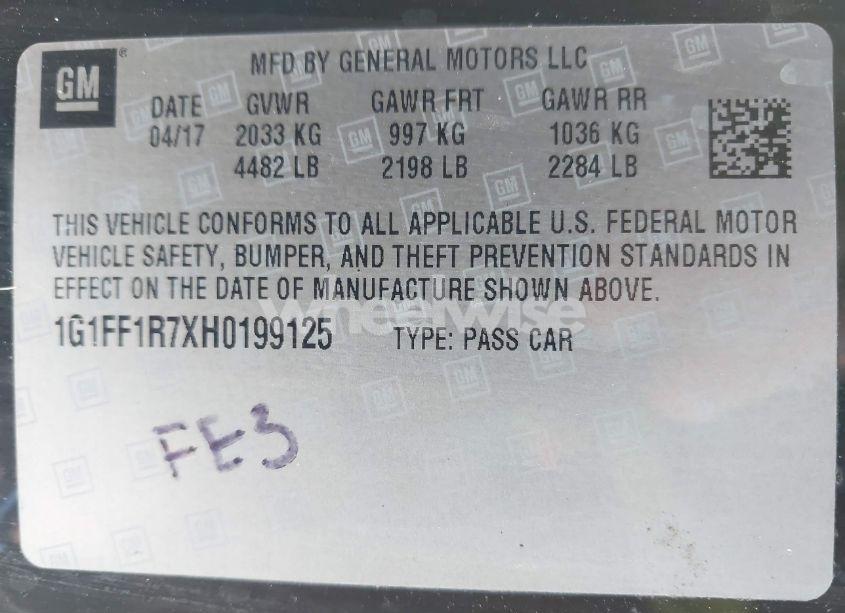 GM ® MFD BY GENERAL MOTORS LLC
DATE GVWR GAWR FRT GAWR RR
04/17 2033 KG 997 KG 1036 KG
4482 LB 2198 LB 2284 LB
THIS VEHICLE CONFORMS TO ALL APPLICABLE U.S. FEDERAL MOTOR
VEHICLE SAFETY, BUMPER, AND THEFT PREVENTION STANDARDS IN
EFFECT ON THE DATE OF MANUFACTURE SHOWN ABOVE.
wheelwise
1G1FF1R7XH0199125 TYPE: PASS CAR
FE3